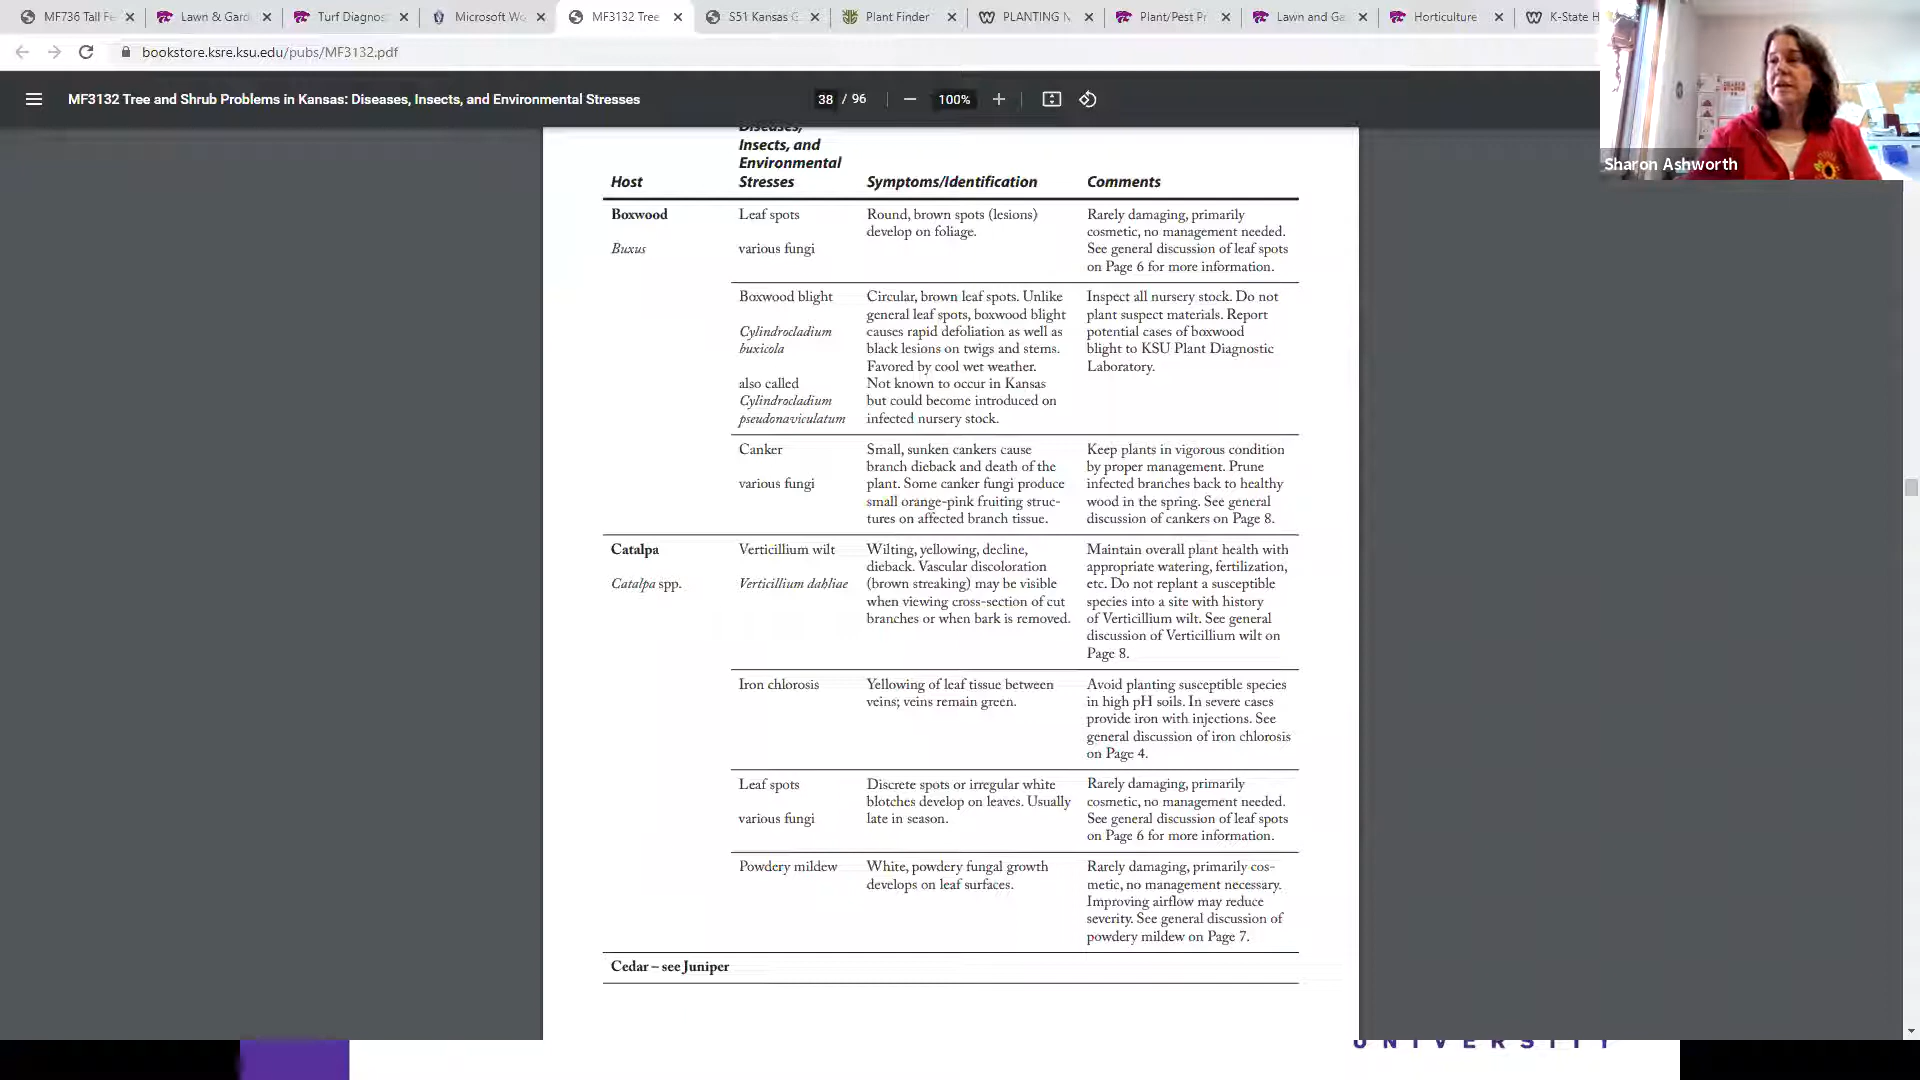 MF736 Tall Fe
Lawn & Gard
Turf Diagnos
Microsoft Wo
MF3132 Tree
S51 Kansas G
Plant Finder
PLANTING N
Plant/Pest Pr
Lawn and Ga
Horticulture
K-State H
bookstore.ksre.ksu.edu/pubs/MF3132.pdf
MF3132 Tree and Shrub Problems in Kansas: Diseases, Insects, and Environmental Stresses
38 / 96
100%
Sharon Ashworth
Host
Diseases,
Insects, and
Environmental
Stresses
Symptoms/Identification
Comments
Boxwood
Buxus
Leaf spots
various fungi
Round, brown spots (lesions)
develop on foliage.
Rarely damaging, primarily
cosmetic, no management needed.
See general discussion of leaf spots
on Page 6 for more information.
Boxwood blight
Cylindrocladium
buxicola
also called
Cylindrocladium
pseudonaviculatum
Circular, brown leaf spots. Unlike
general leaf spots, boxwood blight
causes rapid defoliation as well as
black lesions on twigs and stems.
Favored by cool wet weather.
Not known to occur in Kansas
but could become introduced on
infected nursery stock.
Inspect all nursery stock. Do not
plant suspect materials. Report
potential cases of boxwood
blight to KSU Plant Diagnostic
Laboratory.
Canker
various fungi
Small, sunken cankers cause
branch dieback and death of the
plant. Some canker fungi produce
small orange-pink fruiting struc-
tures on affected branch tissue.
Keep plants in vigorous condition
by proper management. Prune
infected branches back to healthy
wood in the spring. See general
discussion of cankers on Page 8.
Catalpa
Catalpa spp.
Verticillium wilt
Verticillium dahliae
Wilting, yellowing, decline,
dieback. Vascular discoloration
(brown streaking) may be visible
when viewing cross-section of cut
branches or when bark is removed.
Maintain overall plant health with
appropriate watering, fertilization,
etc. Do not replant a susceptible
species into a site with history
of Verticillium wilt. See general
discussion of Verticillium wilt on
Page 8.
Iron chlorosis
Yellowing of leaf tissue between
veins; veins remain green.
Avoid planting susceptible species
in high pH soils. In severe cases
provide iron with injections. See
general discussion of iron chlorosis
on Page 4.
Leaf spots
various fungi
Discrete spots or irregular white
blotches develop on leaves. Usually
late in season.
Rarely damaging, primarily
cosmetic, no management needed.
See general discussion of leaf spots
on Page 6 for more information.
Powdery mildew
White, powdery fungal growth
develops on leaf surfaces.
Rarely damaging, primarily cos-
metic, no management necessary.
Improving airflow may reduce
severity. See general discussion of
powdery mildew on Page 7.
Cedar – see Juniper
UNIVERSITY